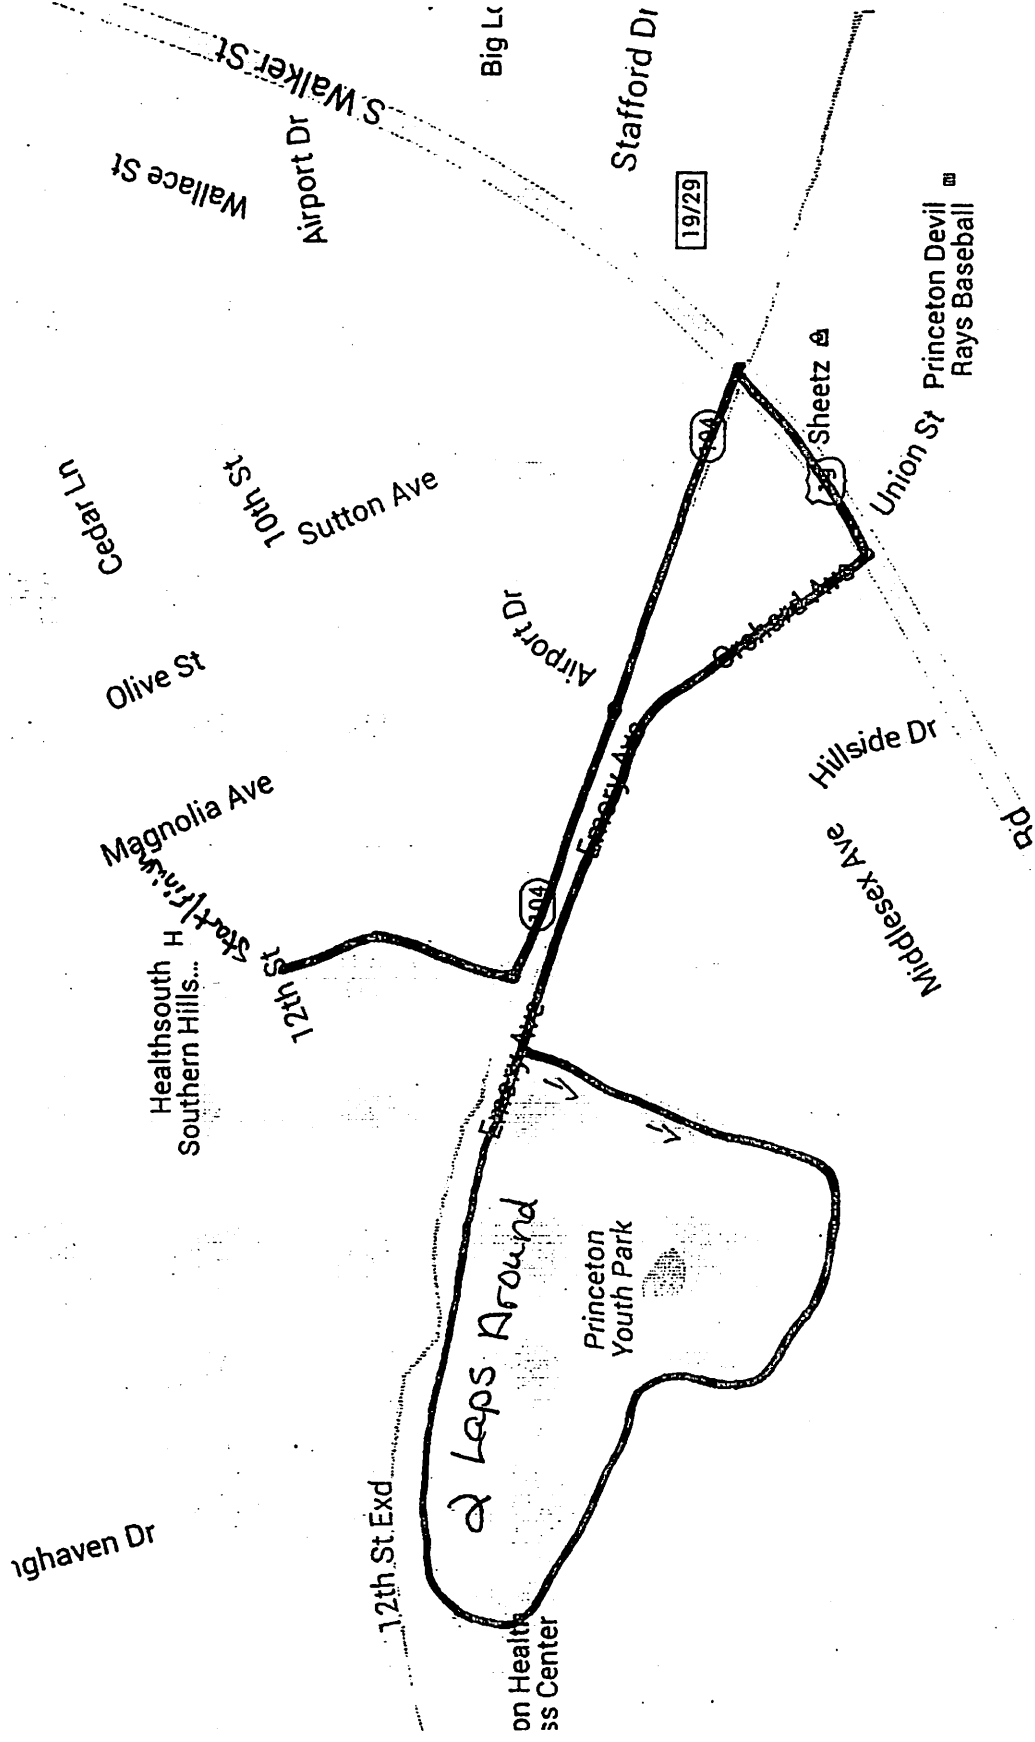 S Walker St
Wallace St
Airport Dr
Stafford Dr
19/29
Princeton Devil
Rays Baseball
Sheetz
Union St
104
19
Cedar Ln
10th St
Sutton Ave
Olive St
Airport Dr
Orchard Ave
Emory Ave
Magnolia Ave
Start/Finish
Hillside Dr
Middlesex Ave
Rd
104
H
Healthsouth
Southern Hills...
12th St
Emory Ave
2 Laps Around
Princeton
Youth Park
12th St Exd
nghaven Dr
on Health
ss Center
Big Lo